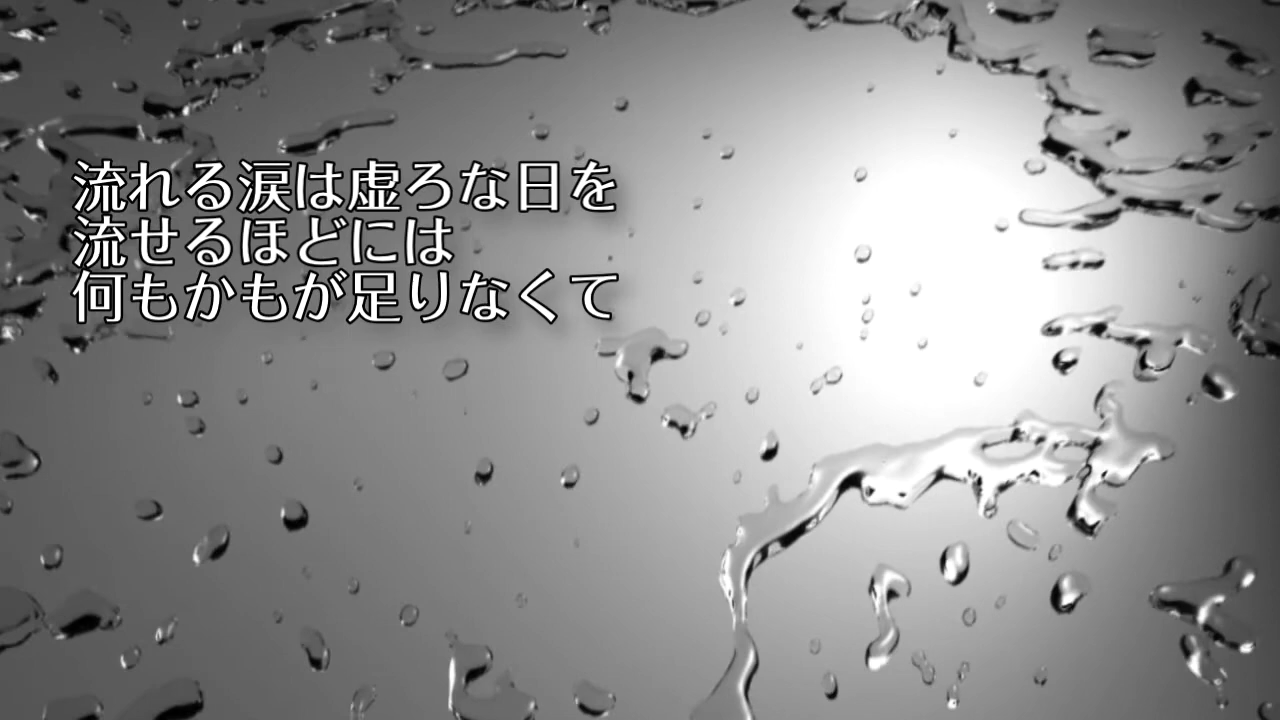 流れる涙は虚ろな日を
流せるほどには
何もかもが足りなくて